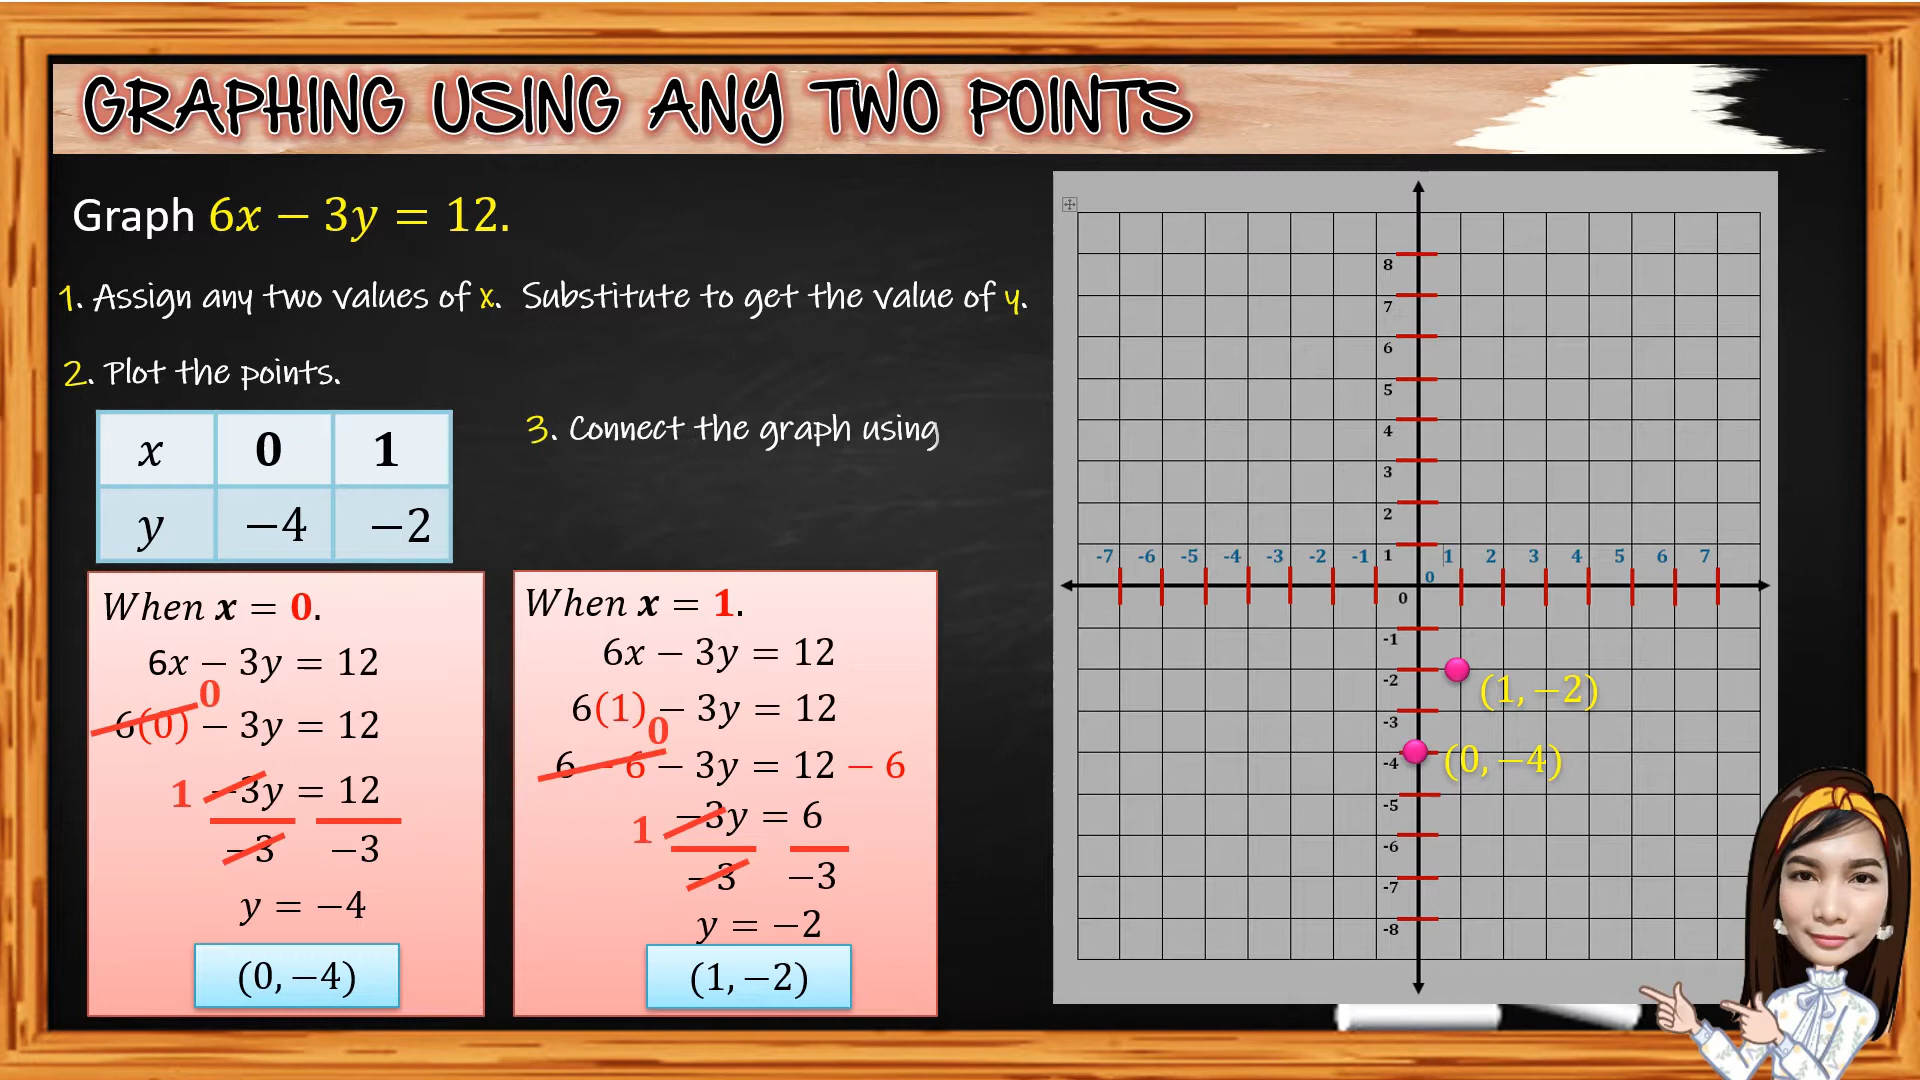 GRAPHING USING ANY TWO POINTS
Graph 6x − 3y = 12.
1. Assign any two values of x. Substitute to get the value of y.
2. Plot the points.
3. Connect the graph using
x 0 1
y −4 −2
When x = 0.
6x − 3y = 12
0
6(0) − 3y = 12
1 −3y = 12
−3 −3
y = −4
(0, −4)
When x = 1.
6x − 3y = 12
6(1) − 3y = 12
0
6 − 6 − 3y = 12 − 6
1 −3y = 6
−3 −3
y = −2
(1, −2)
8
7
6
5
4
3
2
1
-7 -6 -5 -4 -3 -2 -1 1 2 3 4 5 6 7
0
0
-1
-2
(1, −2)
-3
-4
(0, −4)
-5
-6
-7
-8